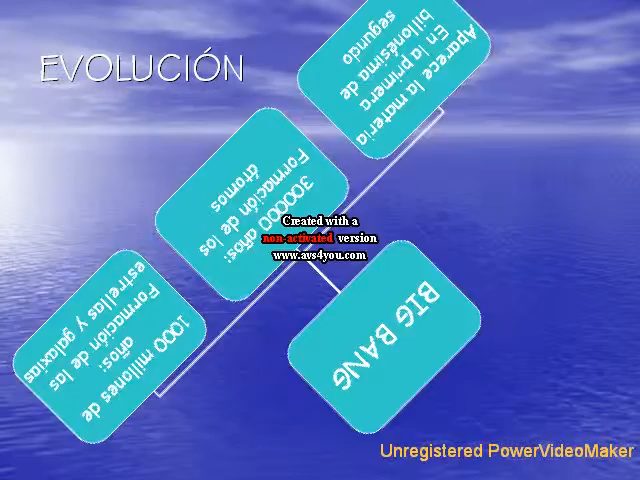 EVOLUCIÓN
Aparece la materia
En la primera
billonésima de
segundo
300000 años:
Formación de los
átomos
1000 millones de
años:
Formación de las
estrellas y galaxias
BIG BANG
Created with a
non-activated version
www.avs4you.com
Unregistered PowerVideoMaker